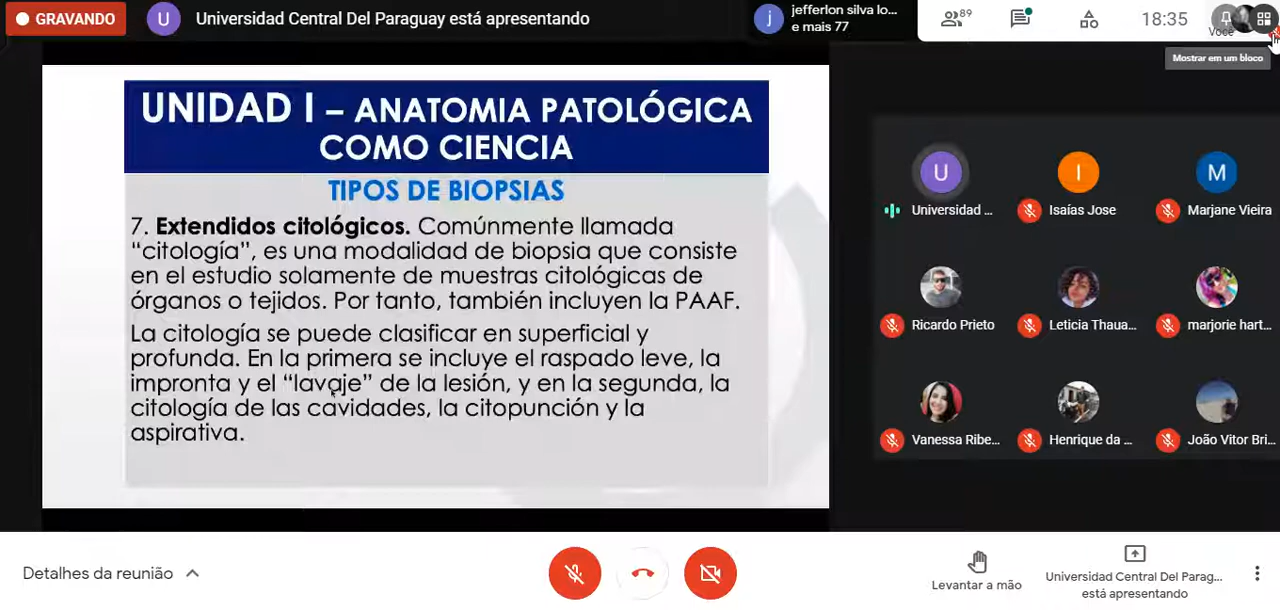 GRAVANDO
U
Universidad Central Del Paraguay está apresentando
j
jefferlon silva lo...
e mais 77
89
18:35
Você
Mostrar em um bloco
UNIDAD I – ANATOMIA PATOLÓGICA
COMO CIENCIA
TIPOS DE BIOPSIAS
7. Extendidos citológicos. Comúnmente llamada
“citología”, es una modalidad de biopsia que consiste
en el estudio solamente de muestras citológicas de
órganos o tejidos. Por tanto, también incluyen la PAAF.
La citología se puede clasificar en superficial y
profunda. En la primera se incluye el raspado leve, la
impronta y el “lavaje” de la lesión, y en la segunda, la
citología de las cavidades, la citopunción y la
aspirativa.
U
I
M
Universidad ...
Isaías Jose
Marjane Vieira
Ricardo Prieto
Leticia Thaua...
marjorie hart...
Vanessa Ribe...
Henrique da ...
João Vitor Bri...
Detalhes da reunião
Levantar a mão
Universidad Central Del Parag...
está apresentando